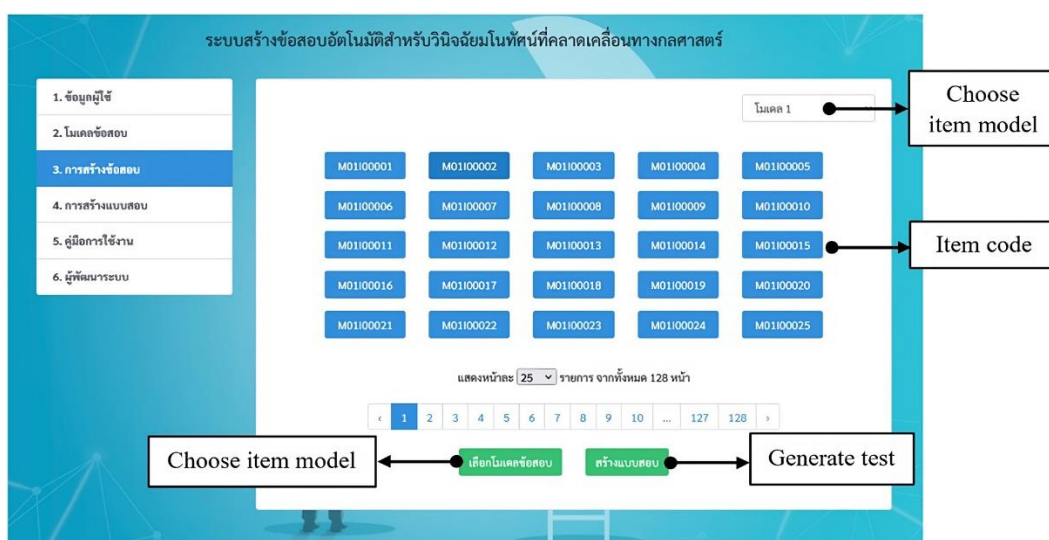 ระบบสร้างข้อสอบอัตโนมัติสำหรับวินิจฉัยมโนทัศน์ที่คลาดเคลื่อนทางกลศาสตร์
1. ข้อมูลผู้ใช้
2. โมเดลข้อสอบ
3. การสร้างข้อสอบ
4. การสร้างแบบสอบ
5. คู่มือการใช้งาน
6. ผู้พัฒนาระบบ
โมเดล 1
Choose
item model
M01I00001 M01I00002 M01I00003 M01I00004 M01I00005
M01I00006 M01I00007 M01I00008 M01I00009 M01I00010
M01I00011 M01I00012 M01I00013 M01I00014 M01I00015
Item code
M01I00016 M01I00017 M01I00018 M01I00019 M01I00020
M01I00021 M01I00022 M01I00023 M01I00024 M01I00025
แสดงหน้าละ 25 รายการ จากทั้งหมด 128 หน้า
‹ 1 2 3 4 5 6 7 8 9 10 ... 127 128 ›
Choose item model
เลือกโมเดลข้อสอบ
สร้างแบบสอบ
Generate test